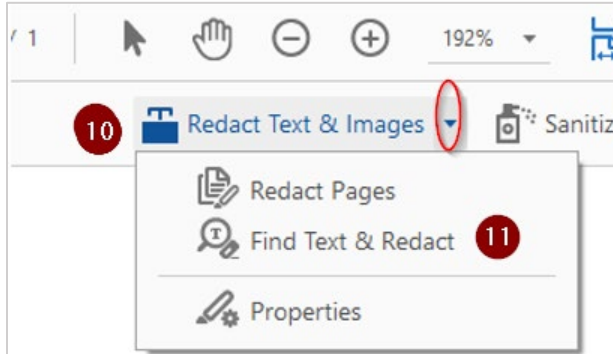 / 1 192%
10 Redact Text & Images Sanitiz
Redact Pages
Find Text & Redact 11
Properties